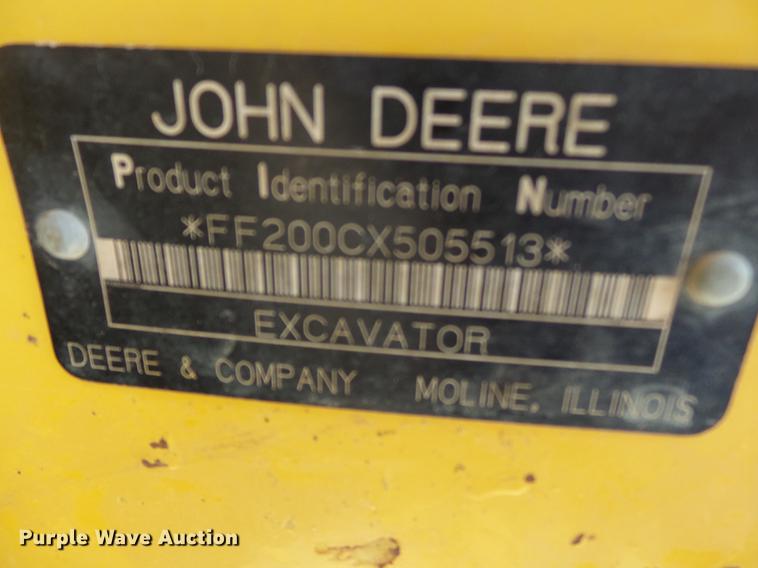 JOHN DEERE
Product Identification Number
*FF200CX505513*
EXCAVATOR
DEERE & COMPANY MOLINE, ILLINOIS
Purple Wave Auction